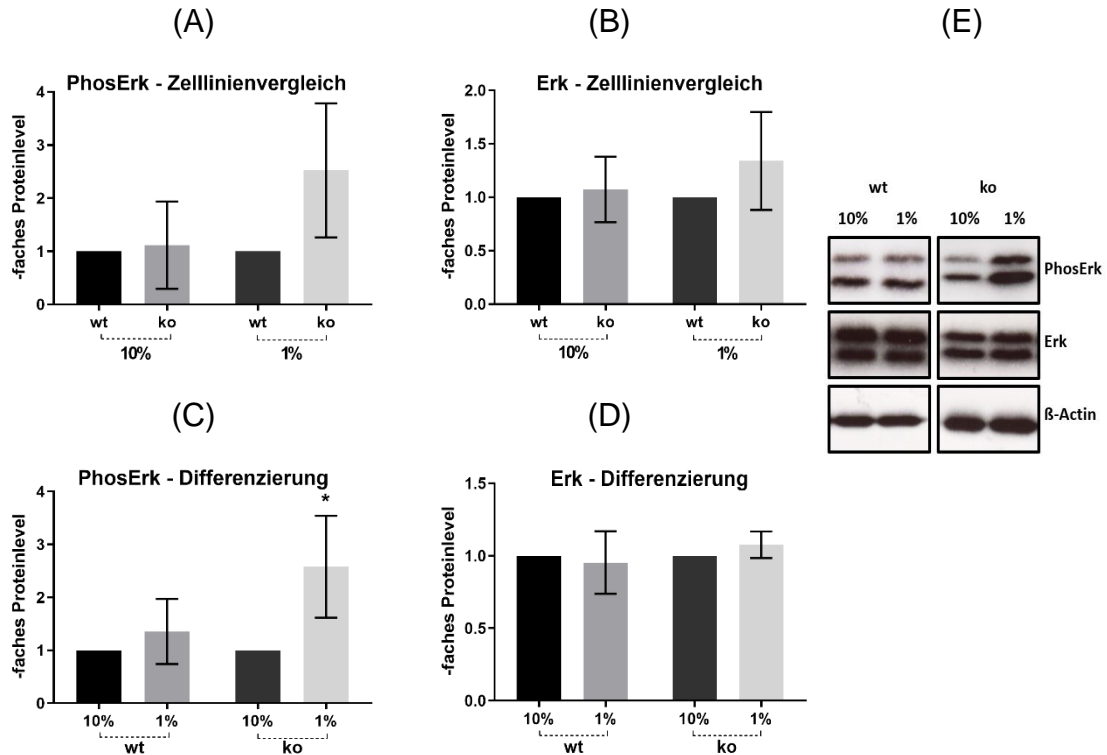 (A)
PhosErk - Zelllinienvergleich
-faches Proteinlevel
4
3
2
1
0
wt ko wt ko
10% 1%
(B)
Erk - Zelllinienvergleich
-faches Proteinlevel
2.0
1.5
1.0
0.5
0.0
wt ko wt ko
10% 1%
(E)
wt ko
10% 1% 10% 1%
PhosErk
Erk
ß-Actin
(C)
PhosErk - Differenzierung
-faches Proteinlevel
4
3
2
1
0
*
10% 1% 10% 1%
wt ko
(D)
Erk - Differenzierung
-faches Proteinlevel
1.5
1.0
0.5
0.0
10% 1% 10% 1%
wt ko